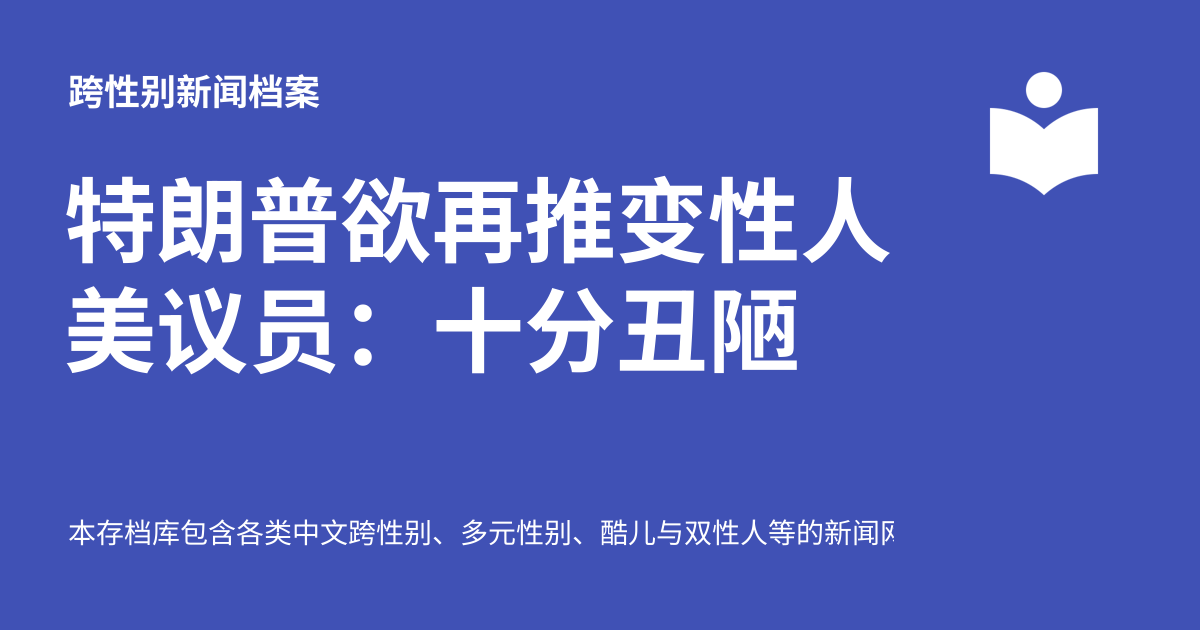 跨性别新闻档案
特朗普欲再推变性人
美议员：十分丑陋
本存档库包含各类中文跨性别、多元性别、酷儿与双性人等的新闻网